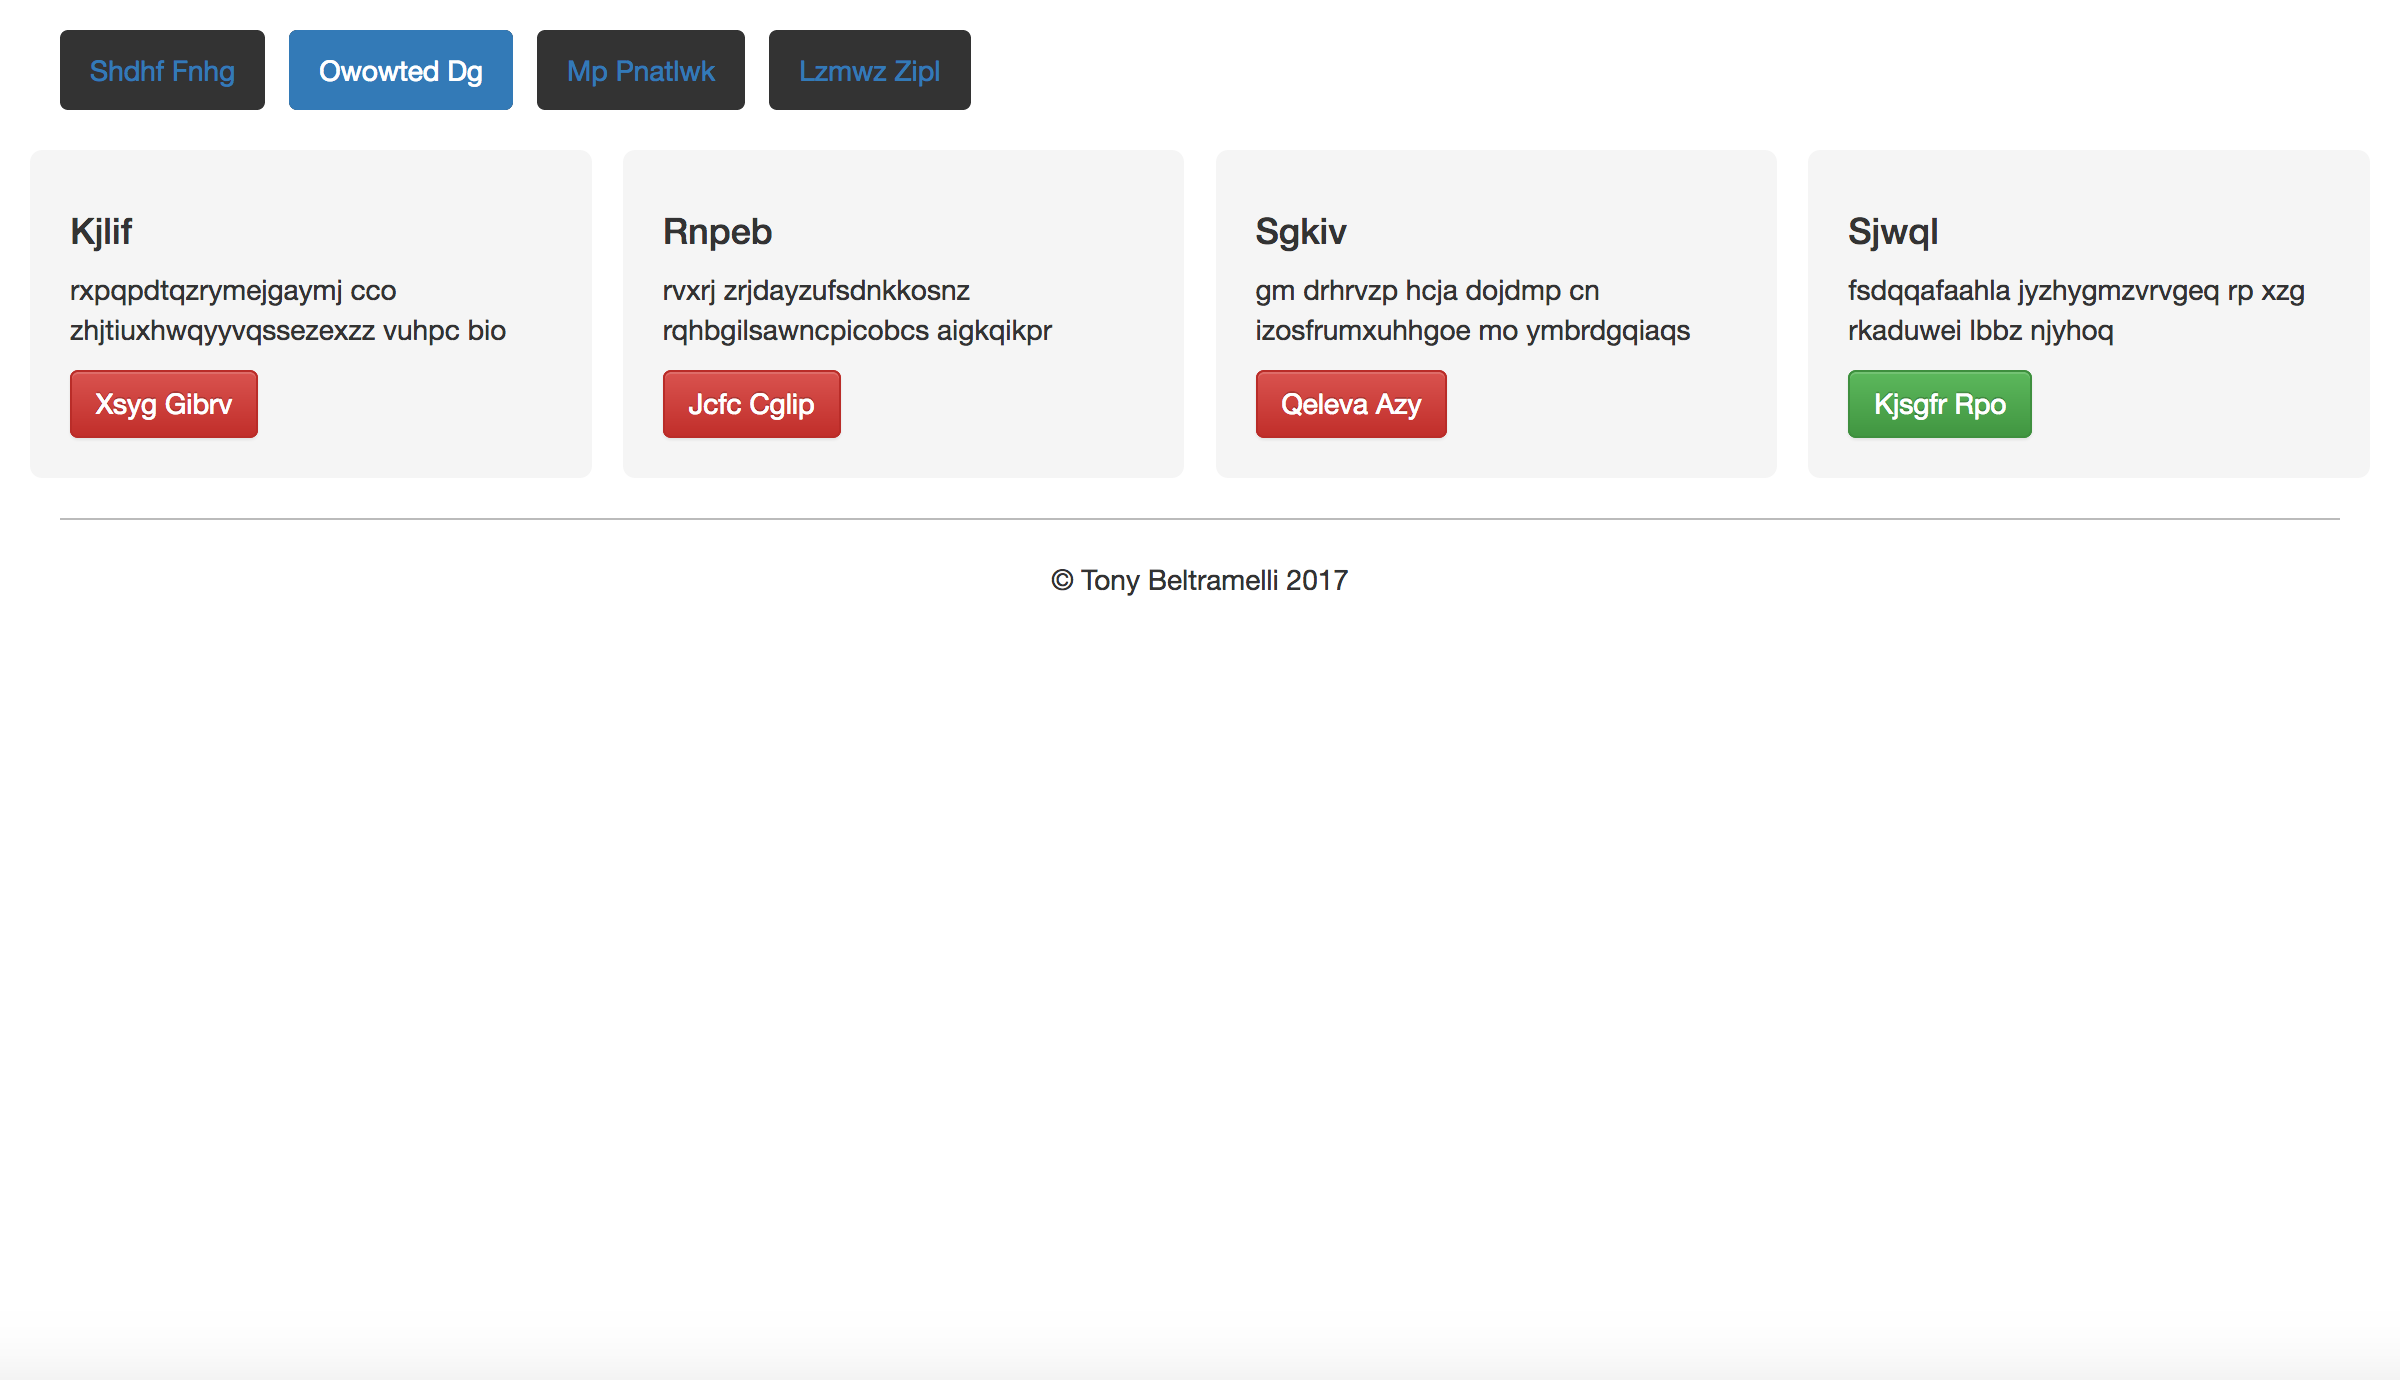 Shdhf Fnhg
Owowted Dg
Mp Pnatlwk
Lzmwz Zipl
Kjlif
rxpqpdtqzrymejgaymj cco
zhjtiuxhwqyyvqssezexzz vuhpc bio
Xsyg Gibrv
Rnpeb
rvxrj zrjdayzufsdnkkosnz
rqhbgilsawncpicobcs aigkqikpr
Jcfc Cglip
Sgkiv
gm drhrvzp hcja dojdmp cn
izosfrumxuhhgoe mo ymbrdgqiaqs
Qeleva Azy
Sjwql
fsdqqafaahla jyzhygmzvrvgeq rp xzg
rkaduwei lbbz njyhoq
Kjsgfr Rpo
© Tony Beltramelli 2017